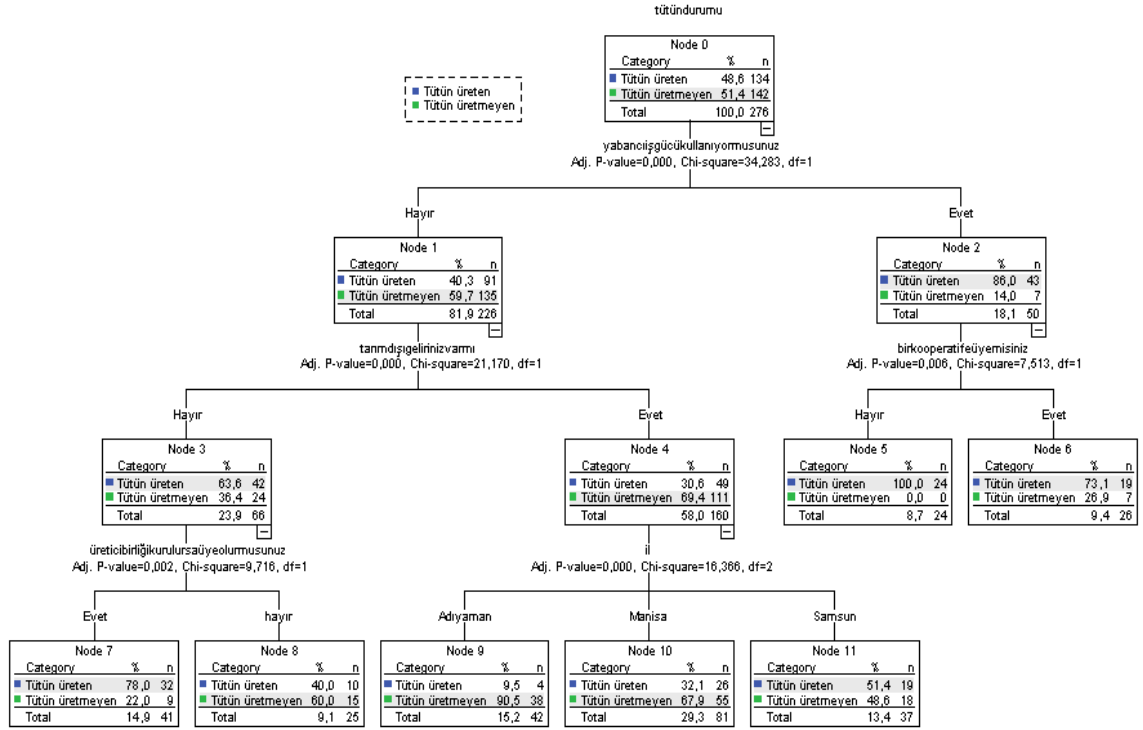 tütündurumu
Node 0
Category % n
Tütün üreten 48,6 134
Tütün üretmeyen 51,4 142
Total 100,0 276
Tütün üreten
Tütün üretmeyen
yabancıişgücükullanıyormusunuz
Adj. P-value=0,000, Chi-square=34,283, df=1
Hayır
Evet
Node 1
Category % n
Tütün üreten 40,3 91
Tütün üretmeyen 59,7 135
Total 81,9 226
Node 2
Category % n
Tütün üreten 86,0 43
Tütün üretmeyen 14,0 7
Total 18,1 50
tarımdışıgelirinizvarmı
Adj. P-value=0,000, Chi-square=21,170, df=1
birkooperatifeüyemisiniz
Adj. P-value=0,006, Chi-square=7,513, df=1
Hayır
Evet
Hayır
Evet
Node 3
Category % n
Tütün üreten 63,6 42
Tütün üretmeyen 36,4 24
Total 23,9 66
Node 4
Category % n
Tütün üreten 30,6 49
Tütün üretmeyen 69,4 111
Total 58,0 160
Node 5
Category % n
Tütün üreten 100,0 24
Tütün üretmeyen 0,0 0
Total 8,7 24
Node 6
Category % n
Tütün üreten 73,1 19
Tütün üretmeyen 26,9 7
Total 9,4 26
üreticibirliğikurulursaüyeolurmusunuz
Adj. P-value=0,002, Chi-square=9,716, df=1
il
Adj. P-value=0,000, Chi-square=16,366, df=2
Evet
hayır
Adıyaman
Manisa
Samsun
Node 7
Category % n
Tütün üreten 78,0 32
Tütün üretmeyen 22,0 9
Total 14,9 41
Node 8
Category % n
Tütün üreten 40,0 10
Tütün üretmeyen 60,0 15
Total 9,1 25
Node 9
Category % n
Tütün üreten 9,5 4
Tütün üretmeyen 90,5 38
Total 15,2 42
Node 10
Category % n
Tütün üreten 32,1 26
Tütün üretmeyen 67,9 55
Total 29,3 81
Node 11
Category % n
Tütün üreten 51,4 19
Tütün üretmeyen 48,6 18
Total 13,4 37